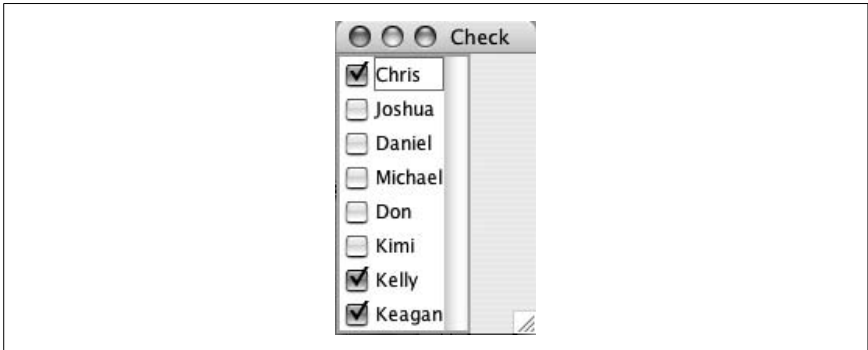 Check
Chris
Joshua
Daniel
Michael
Don
Kimi
Kelly
Keagan